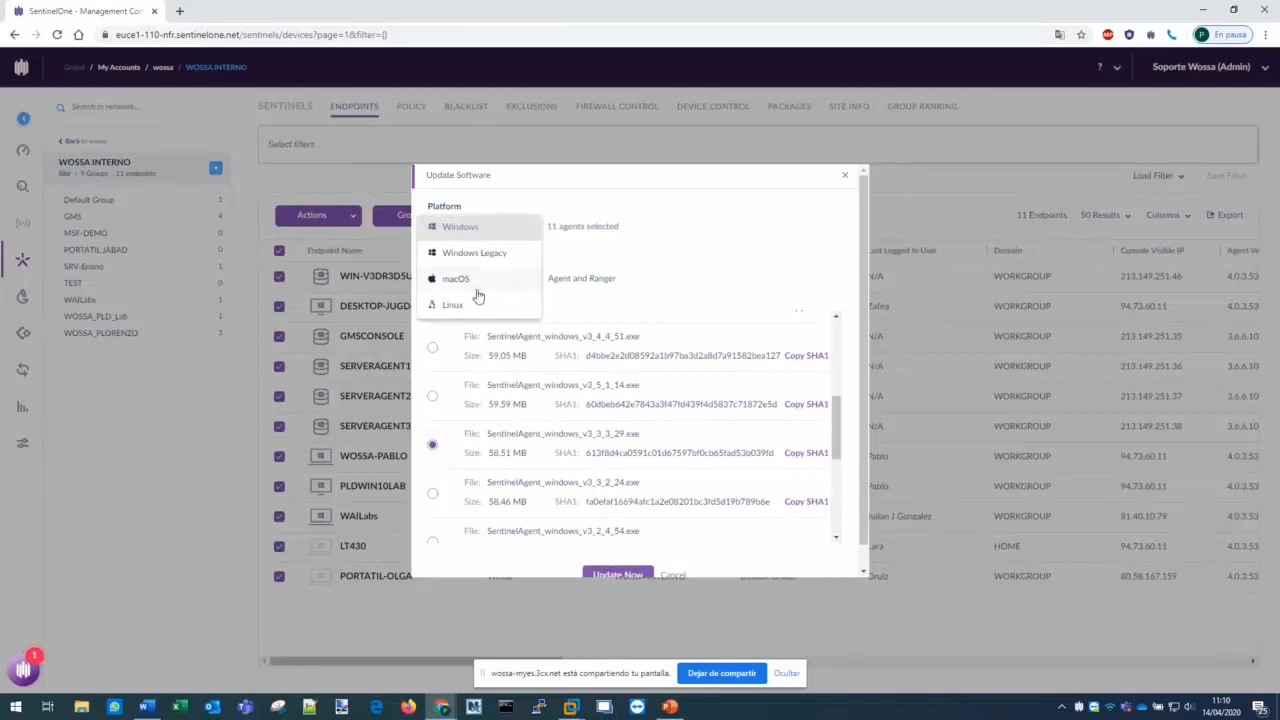 SentinelOne - Management Con
euce1-110-nfr.sentinelone.net/sentinels/devices?page=1&filter={}
ABP
P
En pausa
Global / My Accounts / wossa / WOSSA INTERNO
?
Soporte Wossa (Admin)
Search in network...
SENTINELS ENDPOINTS POLICY BLACKLIST EXCLUSIONS FIREWALL CONTROL DEVICE CONTROL PACKAGES SITE INFO GROUP RANKING
Back to wossa
WOSSA INTERNO
Site - 9 Groups 11 endpoints
Default Group 1
GMS 4
MSF-DEMO 0
PORTATIL JABAD 0
SRV-Enano 0
TEST 0
WAILabs 1
WOSSA_PLD_Lab 1
WOSSA_PLORENZO 3
Select filters...
Load Filter Save Filter
Actions
11 Endpoints 50 Results Columns Export
Endpoint Name Last Logged In User Domain Console Visible IP
N/A WORKGROUP 213.149.251.46 4.0.3.53
Zafira WORKGROUP 94.73.60.11 4.0.3.53
GMSCONSOLE N/A WORKGROUP 213.149.251.35 3.6.6.10
SERVERAGENT1 N/A WORKGROUP 213.149.251.36 3.6.6.10
SERVERAGENT2 N/A WORKGROUP 213.149.251.37 3.6.6.10
SERVERAGENT3 N/A WORKGROUP 213.149.251.38 3.6.6.10
WOSSA-PABLO Pablo WORKGROUP 94.73.60.11 4.0.3.53
PLDWIN10LAB Pablo WORKGROUP 94.73.60.11 4.0.3.53
WAILabs Julian J Gonzalez WORKGROUP 81.40.10.79 4.0.3.53
LT430 Lara HOME 94.73.60.11 4.0.3.53
PORTATIL-OLGA WORKGROUP 80.58.167.159 4.0.3.53
Update Software
Platform
Windows
Windows Legacy
macOS
Linux
11 agents selected
Agent and Ranger
File: SentinelAgent_windows_v3_4_4_51.exe
Size: 59.05 MB SHA1: d4bbe2e2d08592a1b97ba3d2a8d7a91582bea127 Copy SHA1
File: SentinelAgent_windows_v3_5_1_14.exe
Size: 59.59 MB SHA1: 60dbeb642e7843a3f47fd439f4d5837c71872e5d Copy SHA1
File: SentinelAgent_windows_v3_3_3_29.exe
Size: 58.51 MB SHA1: 613f8d4ca0591c01d67597bf0cb65fad53b039fd Copy SHA1
File: SentinelAgent_windows_v3_3_2_24.exe
Size: 58.46 MB SHA1: fa0efaf16694afc1a2e08201bc3fd5d19b789b6e Copy SHA1
File: SentinelAgent_windows_v3_2_4_54.exe
Update Now Cancel
1
wossa-myes.3cx.net está compartiendo tu pantalla. Dejar de compartir Ocultar
11:10
14/04/2020
25